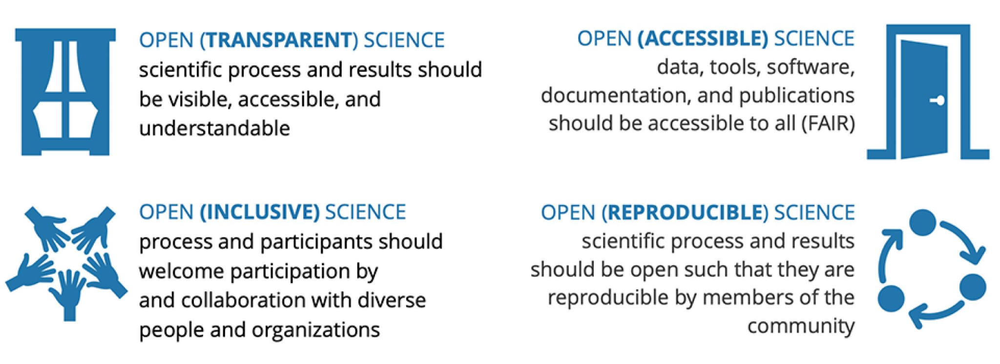 OPEN (TRANSPARENT) SCIENCE
scientific process and results should
be visible, accessible, and
understandable
OPEN (ACCESSIBLE) SCIENCE
data, tools, software,
documentation, and publications
should be accessible to all (FAIR)
OPEN (INCLUSIVE) SCIENCE
process and participants should
welcome participation by
and collaboration with diverse
people and organizations
OPEN (REPRODUCIBLE) SCIENCE
scientific process and results
should be open such that they are
reproducible by members of the
community